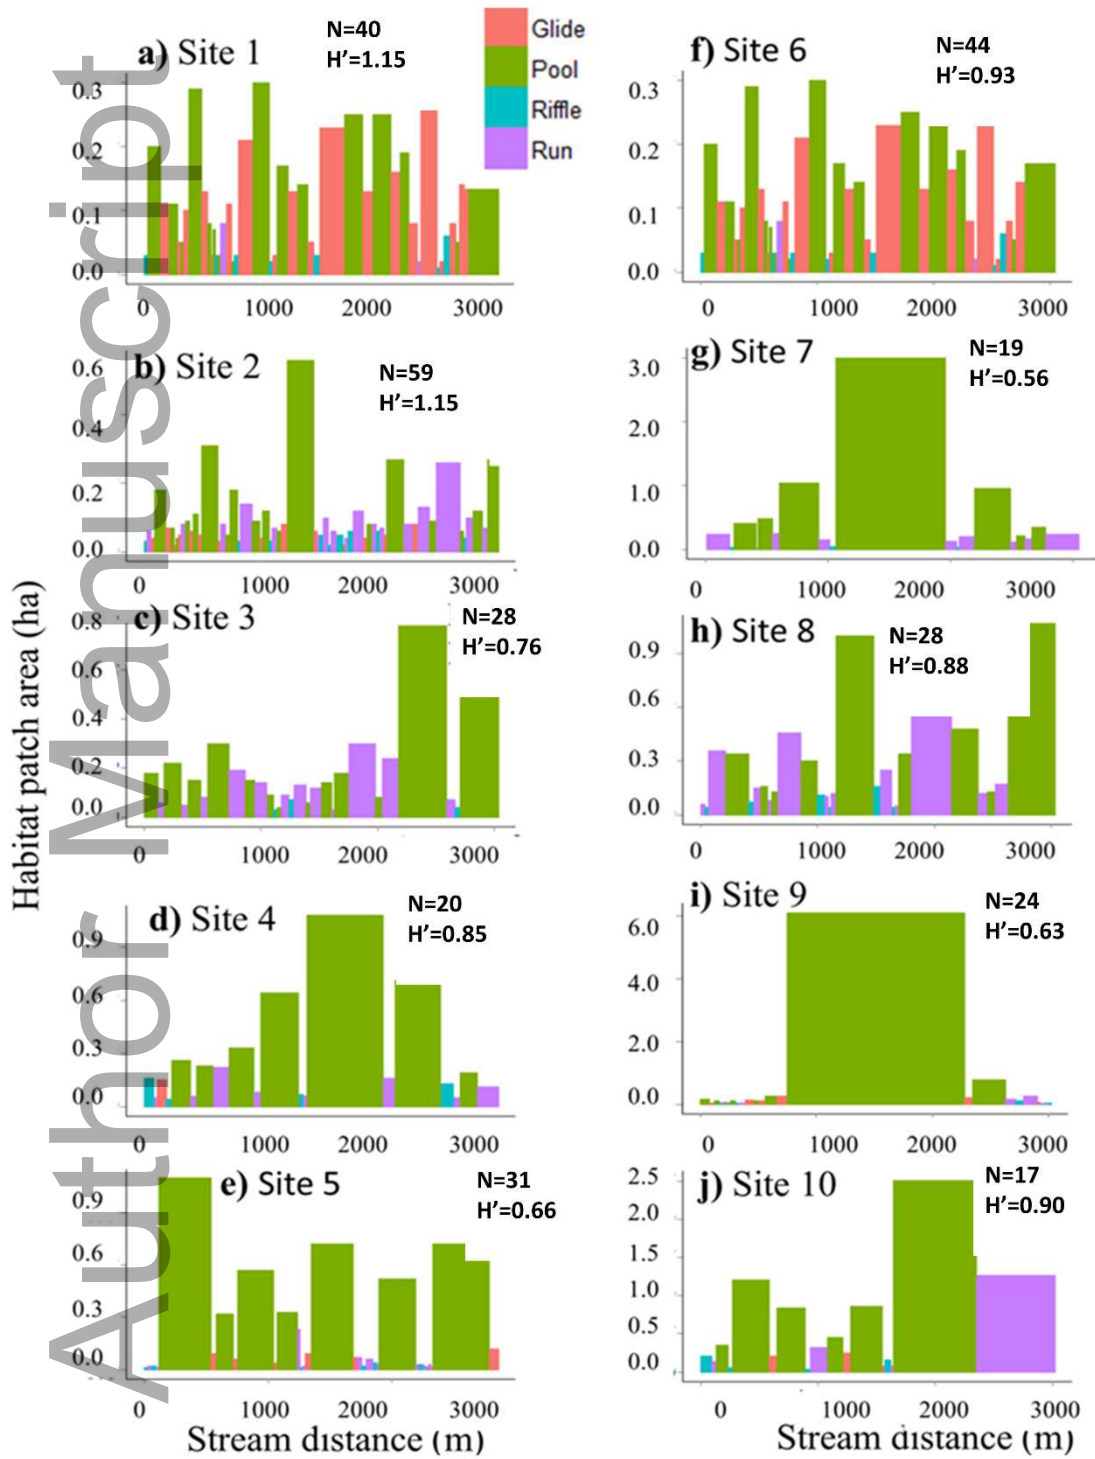 Author Manuscript
Habitat patch area (ha)
Glide
Pool
Riffle
Run
a) Site 1
N=40
H’=1.15
0.3
0.2
0.1
0.0
0 1000 2000 3000
b) Site 2
N=59
H’=1.15
0.6
0.4
0.2
0.0
0 1000 2000 3000
c) Site 3
N=28
H’=0.76
0.8
0.6
0.4
0.2
0.0
0 1000 2000 3000
d) Site 4
N=20
H’=0.85
0.9
0.6
0.3
0.0
0 1000 2000 3000
e) Site 5
N=31
H’=0.66
0.9
0.6
0.3
0.0
0 1000 2000 3000
Stream distance (m)
f) Site 6
N=44
H’=0.93
0.3
0.2
0.1
0.0
0 1000 2000 3000
g) Site 7
N=19
H’=0.56
3.0
2.0
1.0
0.0
0 1000 2000 3000
h) Site 8
N=28
H’=0.88
0.9
0.6
0.3
0.0
0 1000 2000 3000
i) Site 9
N=24
H’=0.63
6.0
4.0
2.0
0.0
0 1000 2000 3000
j) Site 10
N=17
H’=0.90
2.5
2.0
1.5
1.0
0.5
0.0
0 1000 2000 3000
Stream distance (m)